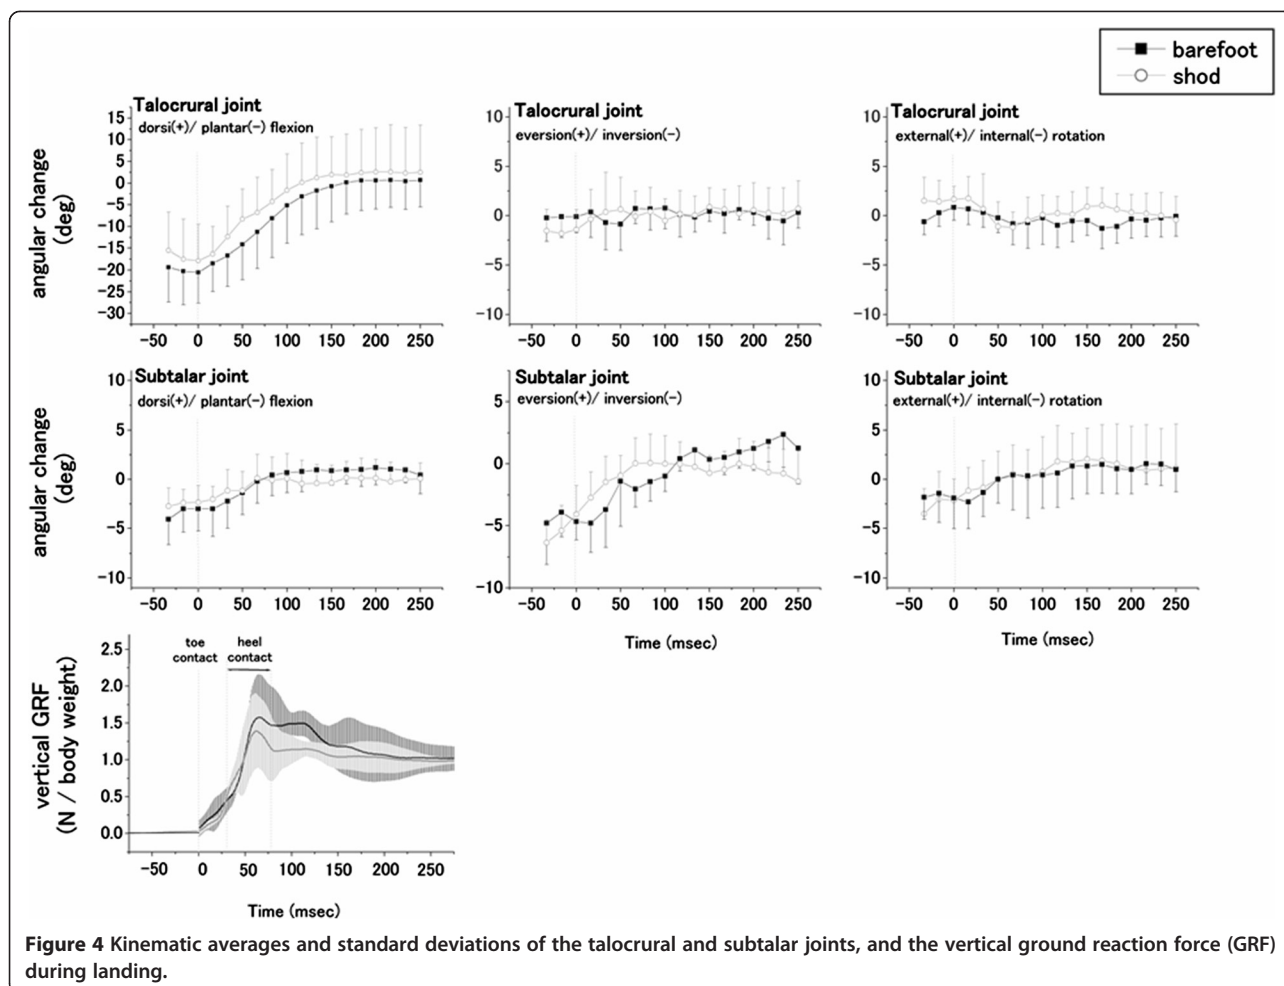 barefoot
shod
Talocrural joint
dorsi(+)/ plantar(-) flexion
angular change
(deg)
15
10
5
0
-5
-10
-15
-20
-25
-30
-50 0 50 100 150 200 250
Talocrural joint
eversion(+)/ inversion(-)
10
5
0
-5
-10
-50 0 50 100 150 200 250
Talocrural joint
external(+)/ internal(-) rotation
10
5
0
-5
-10
-50 0 50 100 150 200 250
Subtalar joint
dorsi(+)/ plantar(-) flexion
angular change
(deg)
10
5
0
-5
-10
-50 0 50 100 150 200 250
Subtalar joint
eversion(+)/ inversion(-)
5
0
-5
-10
-50 0 50 100 150 200 250
Time (msec)
Subtalar joint
external(+)/ internal(-) rotation
10
5
0
-5
-10
-50 0 50 100 150 200 250
Time (msec)
toe
contact
heel
contact
vertical GRF
(N / body weight)
2.5
2.0
1.5
1.0
0.5
0.0
-50 0 50 100 150 200 250
Time (msec)
Figure 4 Kinematic averages and standard deviations of the talocrural and subtalar joints, and the vertical ground reaction force (GRF)
during landing.